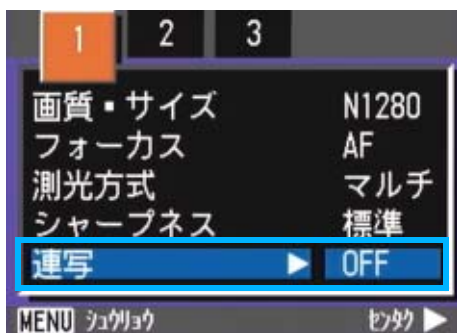 1 2 3
画質・サイズ N1280
フォーカス AF
測光方式 マルチ
シャープネス 標準
連写 ▶ OFF
MENU ｼｭｳﾘｮｳ ｾﾝﾀｸ ▶